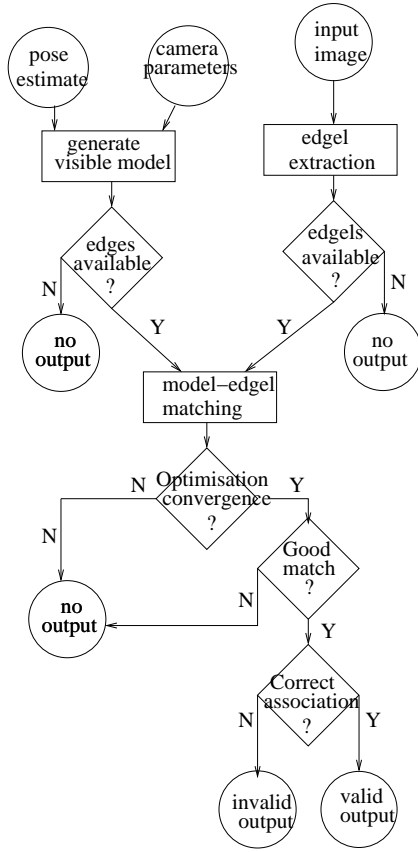 pose
estimate
camera
parameters
input
image
generate
visible model
edgel
extraction
edges
available
?
edgels
available
?
N
Y
Y
N
no
output
no
output
model-edgel
matching
Optimisation
convergence
?
N
Y
Good
match
?
N
Y
no
output
Correct
association
?
N
Y
invalid
output
valid
output